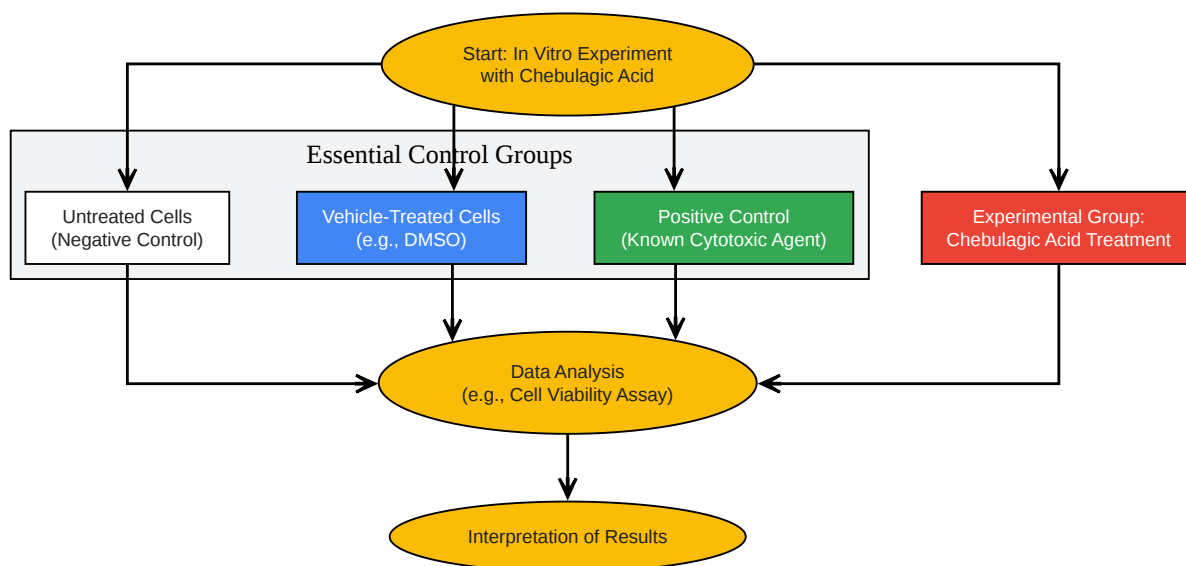 Start: In Vitro Experiment
with Chebulagic Acid
Essential Control Groups
Untreated Cells
(Negative Control)
Vehicle-Treated Cells
(e.g., DMSO)
Positive Control
(Known Cytotoxic Agent)
Experimental Group:
Chebulagic Acid Treatment
Data Analysis
(e.g., Cell Viability Assay)
Interpretation of Results